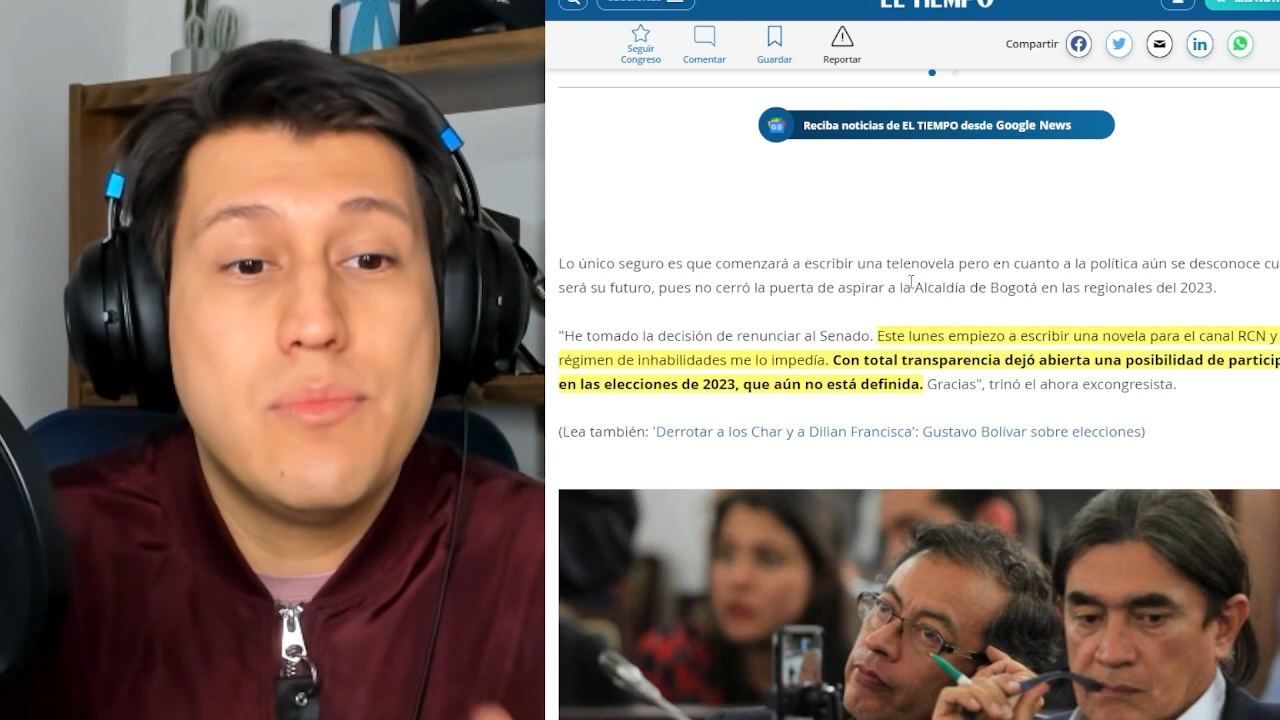 EL TIEMPO
Seguir
Congreso
Comentar
Guardar
Reportar
Compartir
Reciba noticias de EL TIEMPO desde Google News
Lo único seguro es que comenzará a escribir una telenovela pero en cuanto a la política aún se desconoce cu
será su futuro, pues no cerró la puerta de aspirar a la Alcaldía de Bogotá en las regionales del 2023.
"He tomado la decisión de renunciar al Senado. Este lunes empiezo a escribir una novela para el canal RCN y
régimen de inhabilidades me lo impedía. Con total transparencia dejó abierta una posibilidad de particip
en las elecciones de 2023, que aún no está definida. Gracias", trinó el ahora excongresista.
(Lea también: 'Derrotar a los Char y a Dilian Francisca': Gustavo Bolívar sobre elecciones)